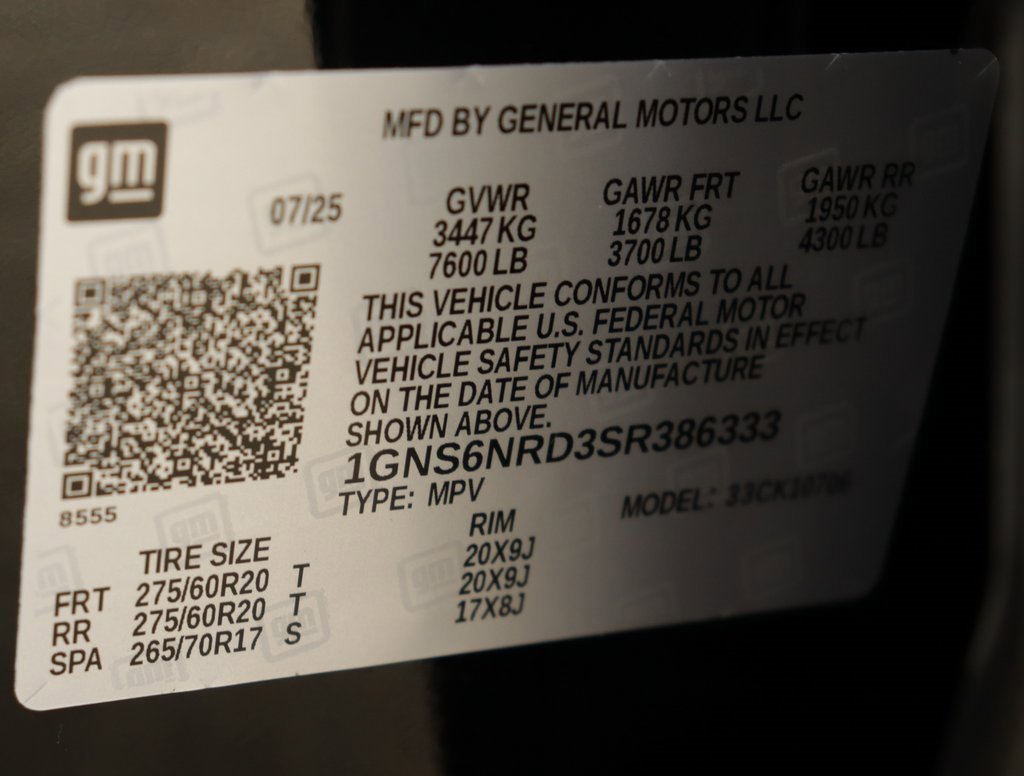 gm
MFD BY GENERAL MOTORS LLC
07/25 GVWR GAWR FRT GAWR RR
3447 KG 1678 KG 1950 KG
7600 LB 3700 LB 4300 LB
THIS VEHICLE CONFORMS TO ALL
APPLICABLE U.S. FEDERAL MOTOR
VEHICLE SAFETY STANDARDS IN EFFECT
ON THE DATE OF MANUFACTURE
SHOWN ABOVE.
1GNS6NRD3SR386333
TYPE: MPV MODEL:
8555
TIRE SIZE RIM
FRT 275/60R20 T 20X9J
RR 275/60R20 T 20X9J
SPA 265/70R17 S 17X8J